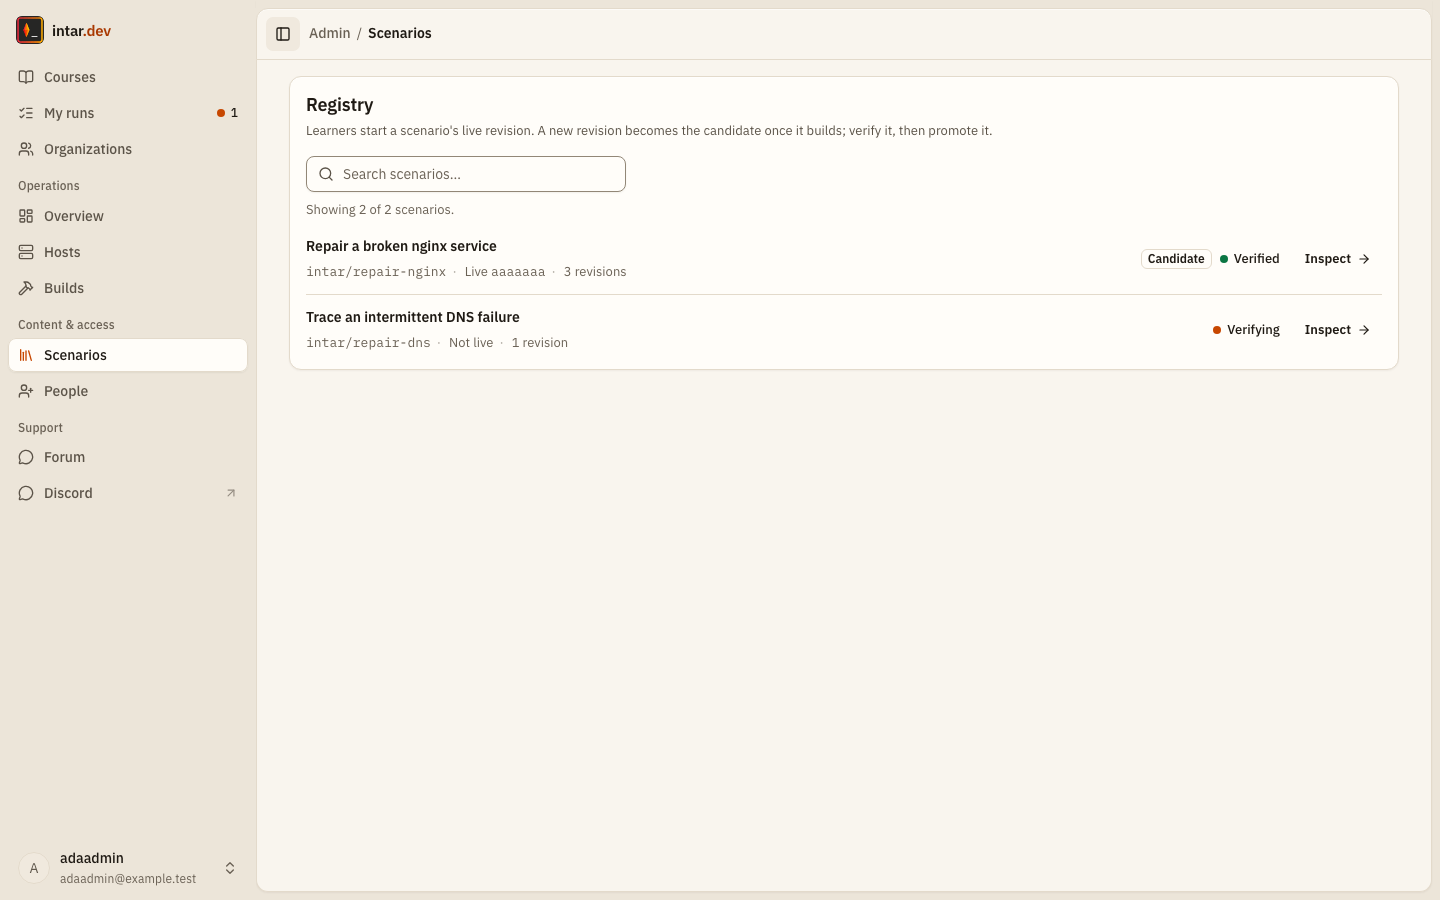 intar.dev
Courses
My runs 1
Organizations
Operations
Overview
Hosts
Builds
Content & access
Scenarios
People
Support
Forum
Discord
A
adaadmin
adaadmin@example.test
Admin / Scenarios
Registry
Learners start a scenario's live revision. A new revision becomes the candidate once it builds; verify it, then promote it.
Search scenarios...
Showing 2 of 2 scenarios.
Repair a broken nginx service
intar/repair-nginx · Live aaaaaaa · 3 revisions
Candidate Verified Inspect →
Trace an intermittent DNS failure
intar/repair-dns · Not live · 1 revision
Verifying Inspect →